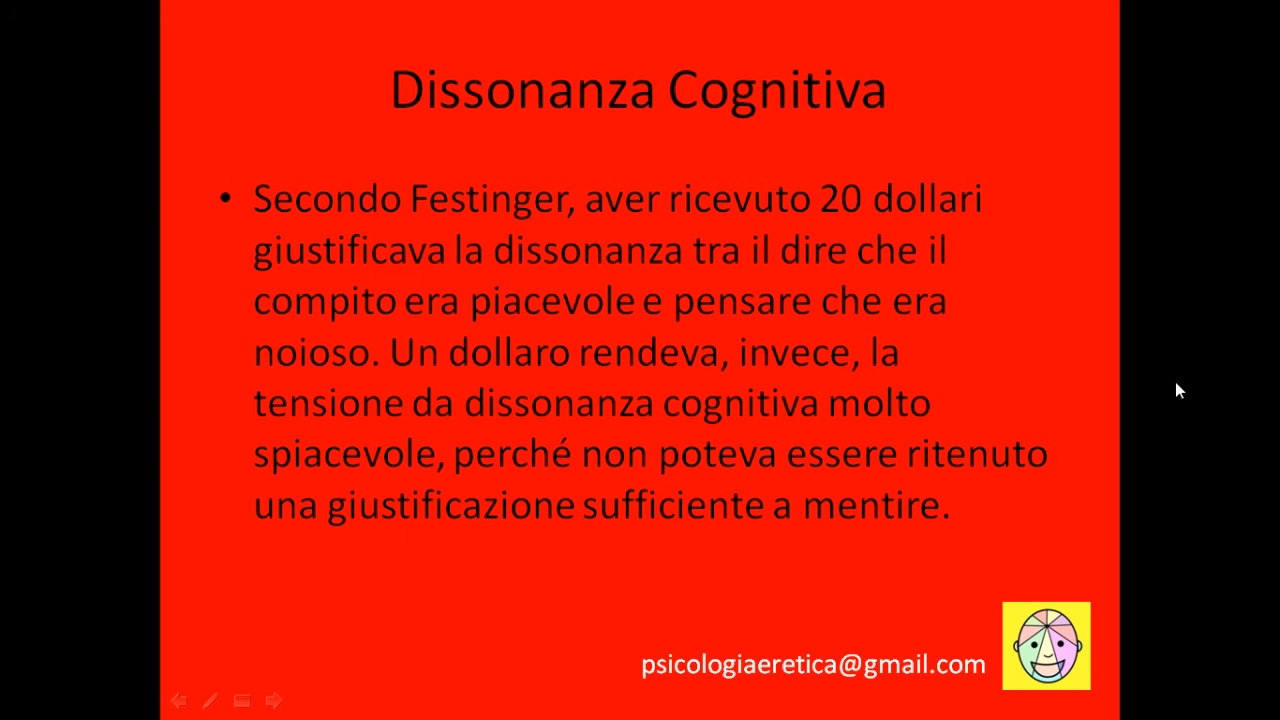 Dissonanza Cognitiva
• Secondo Festinger, aver ricevuto 20 dollari
giustificava la dissonanza tra il dire che il
compito era piacevole e pensare che era
noioso. Un dollaro rendeva, invece, la
tensione da dissonanza cognitiva molto
spiacevole, perché non poteva essere ritenuto
una giustificazione sufficiente a mentire.
psicologiaeretica@gmail.com